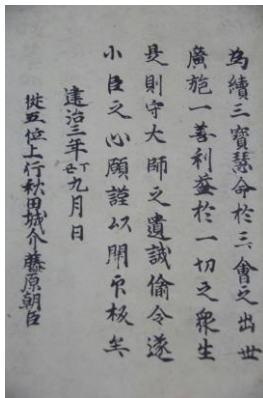 為續三寶慧命於三會之出世
廣施一善利益於一切之衆生
是則守大師之遺誡偷令遂
小臣之心願謹以開印板矣
建治三年丁丑九月日
從五位上行秋田城介藤原朝臣